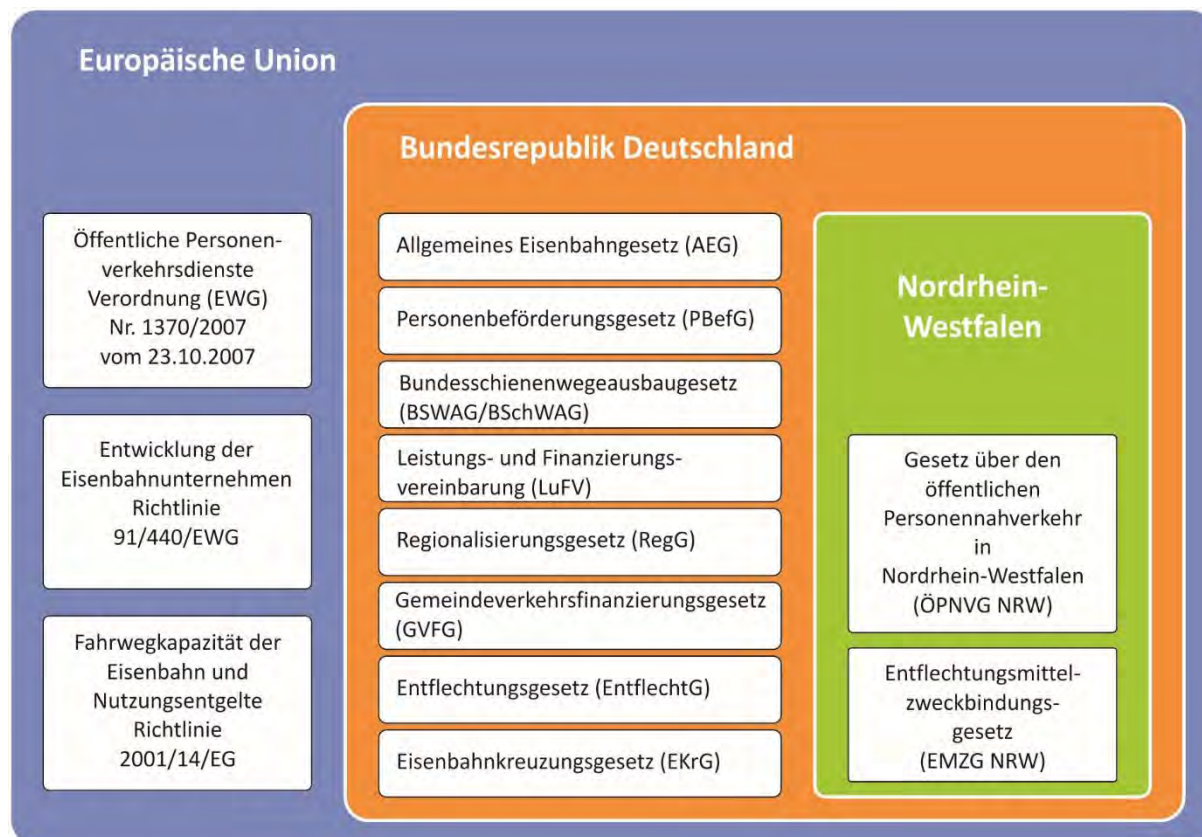 Europäische Union
Öffentliche Personen-
verkehrsdienste
Verordnung (EWG)
Nr. 1370/2007
vom 23.10.2007
Entwicklung der
Eisenbahnunternehmen
Richtlinie
91/440/EWG
Fahrwegkapazität der
Eisenbahn und
Nutzungsentgelte
Richtlinie
2001/14/EG
Bundesrepublik Deutschland
Allgemeines Eisenbahngesetz (AEG)
Personenbeförderungsgesetz (PBefG)
Bundesschienenwegeausbaugesetz
(BSWAG/BSchWAG)
Leistungs- und Finanzierungs-
vereinbarung (LuFV)
Regionalisierungsgesetz (RegG)
Gemeindeverkehrsfinanzierungsgesetz
(GVFG)
Entflechtungsgesetz (EntflechtG)
Eisenbahnkreuzungsgesetz (EKrG)
Nordrhein-
Westfalen
Gesetz über den
öffentlichen
Personennahverkehr
in
Nordrhein-Westfalen
(ÖPNVG NRW)
Entflechtungsmittel-
zweckbindungs-
gesetz
(EMZG NRW)